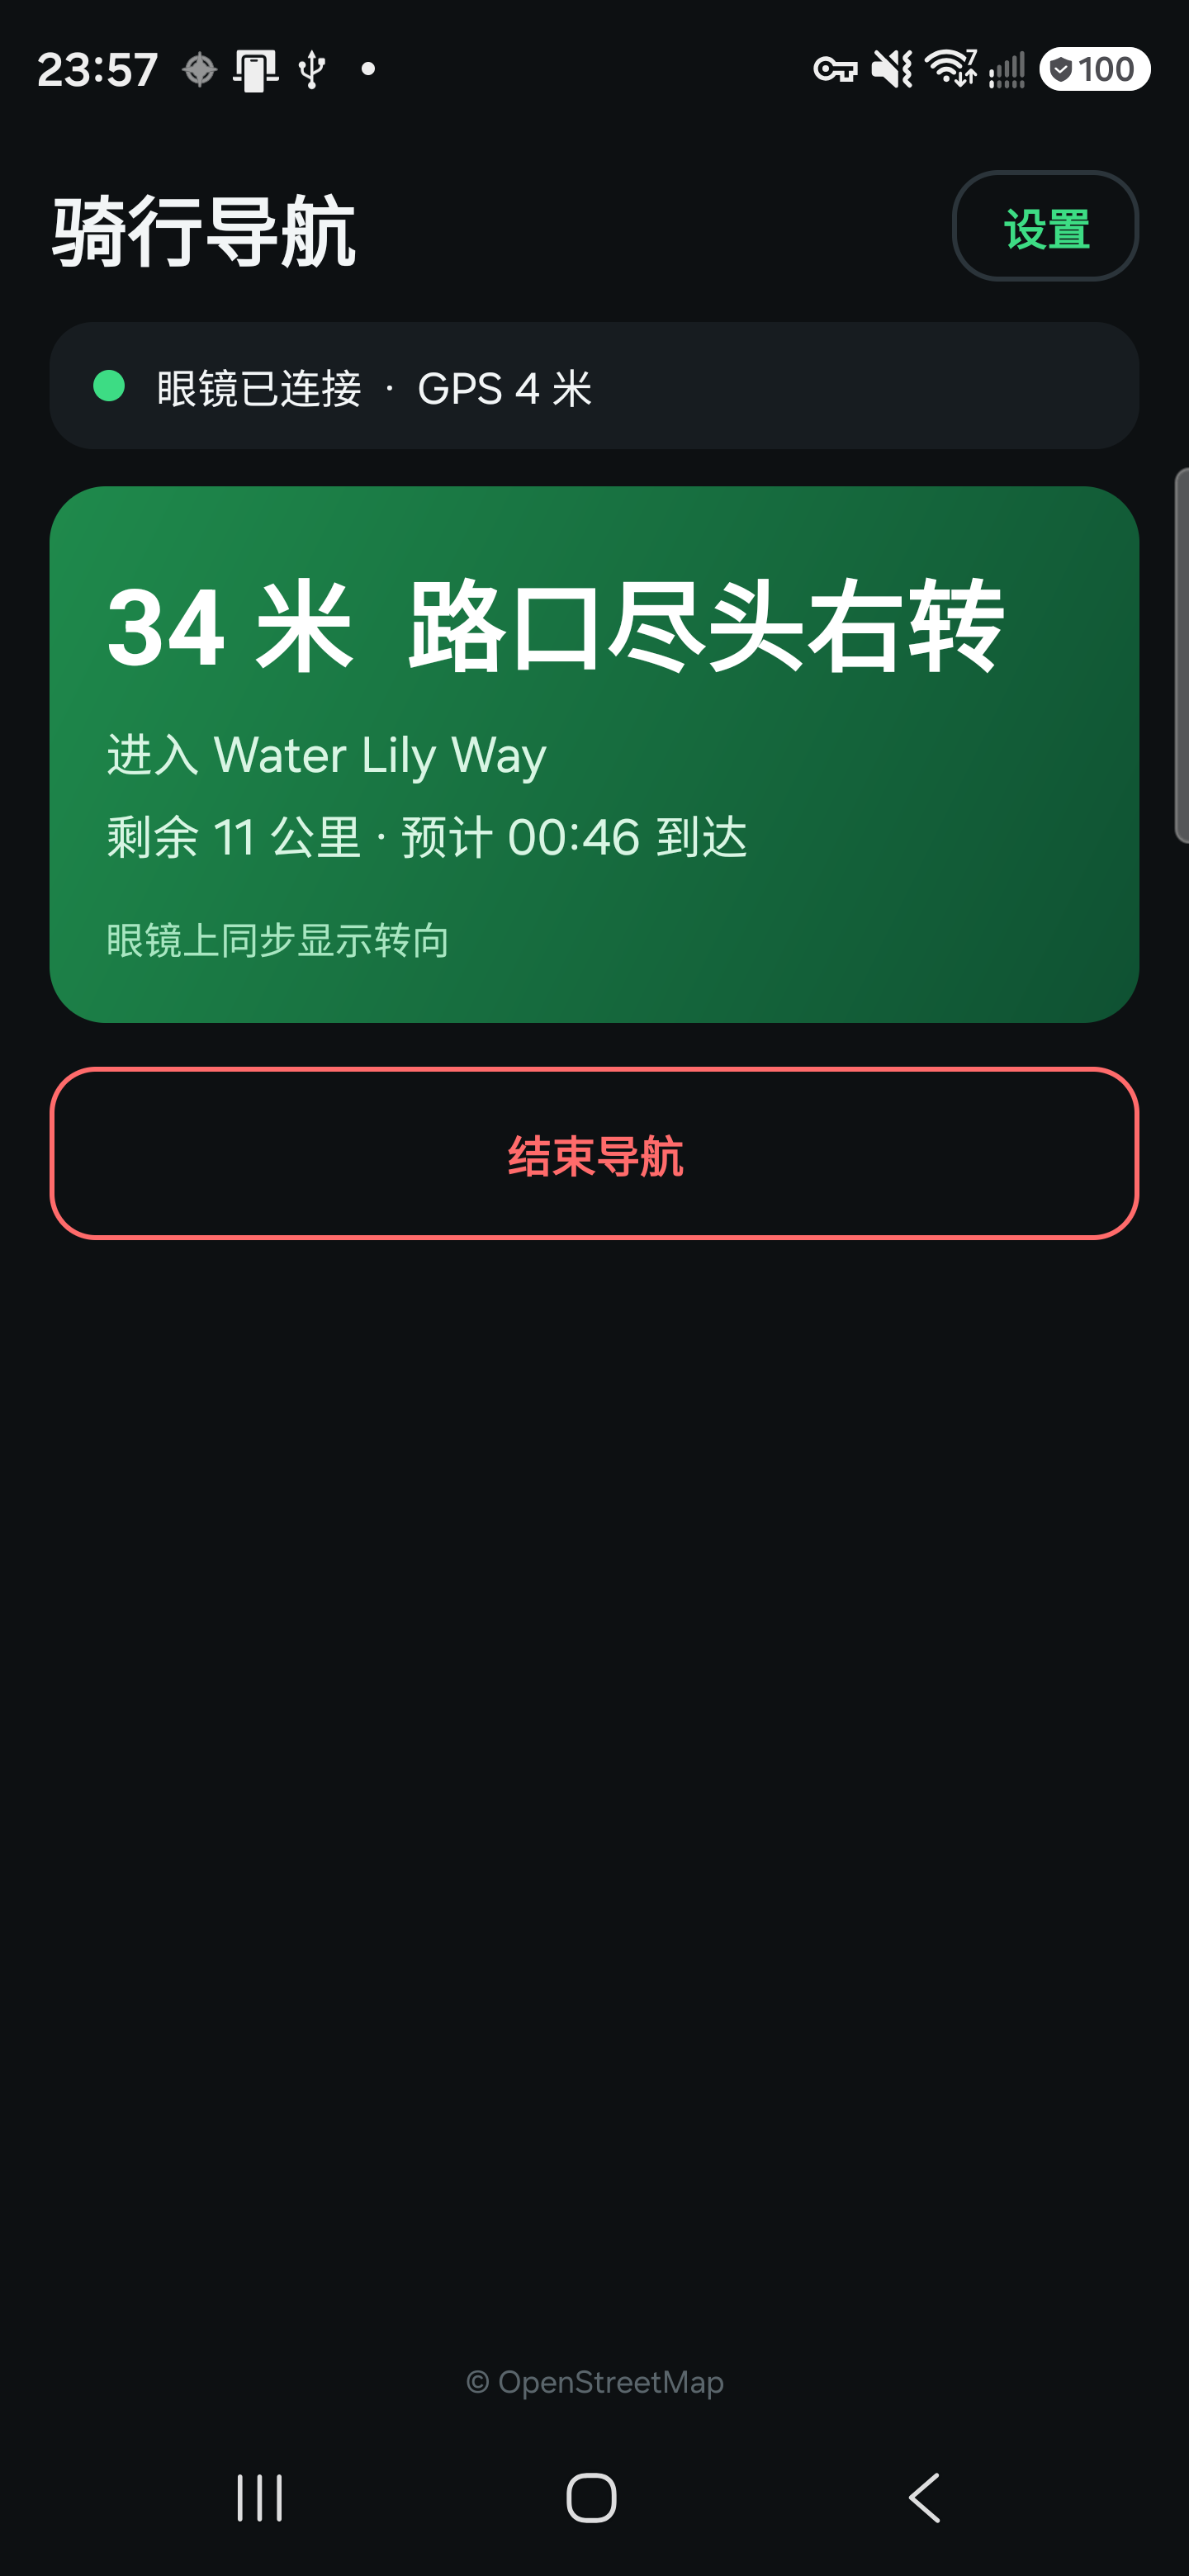 23:57
7
100
骑行导航
设置
眼镜已连接 · GPS 4 米
34 米 路口尽头右转
进入 Water Lily Way
剩余 11 公里 · 预计 00:46 到达
眼镜上同步显示转向
结束导航
© OpenStreetMap